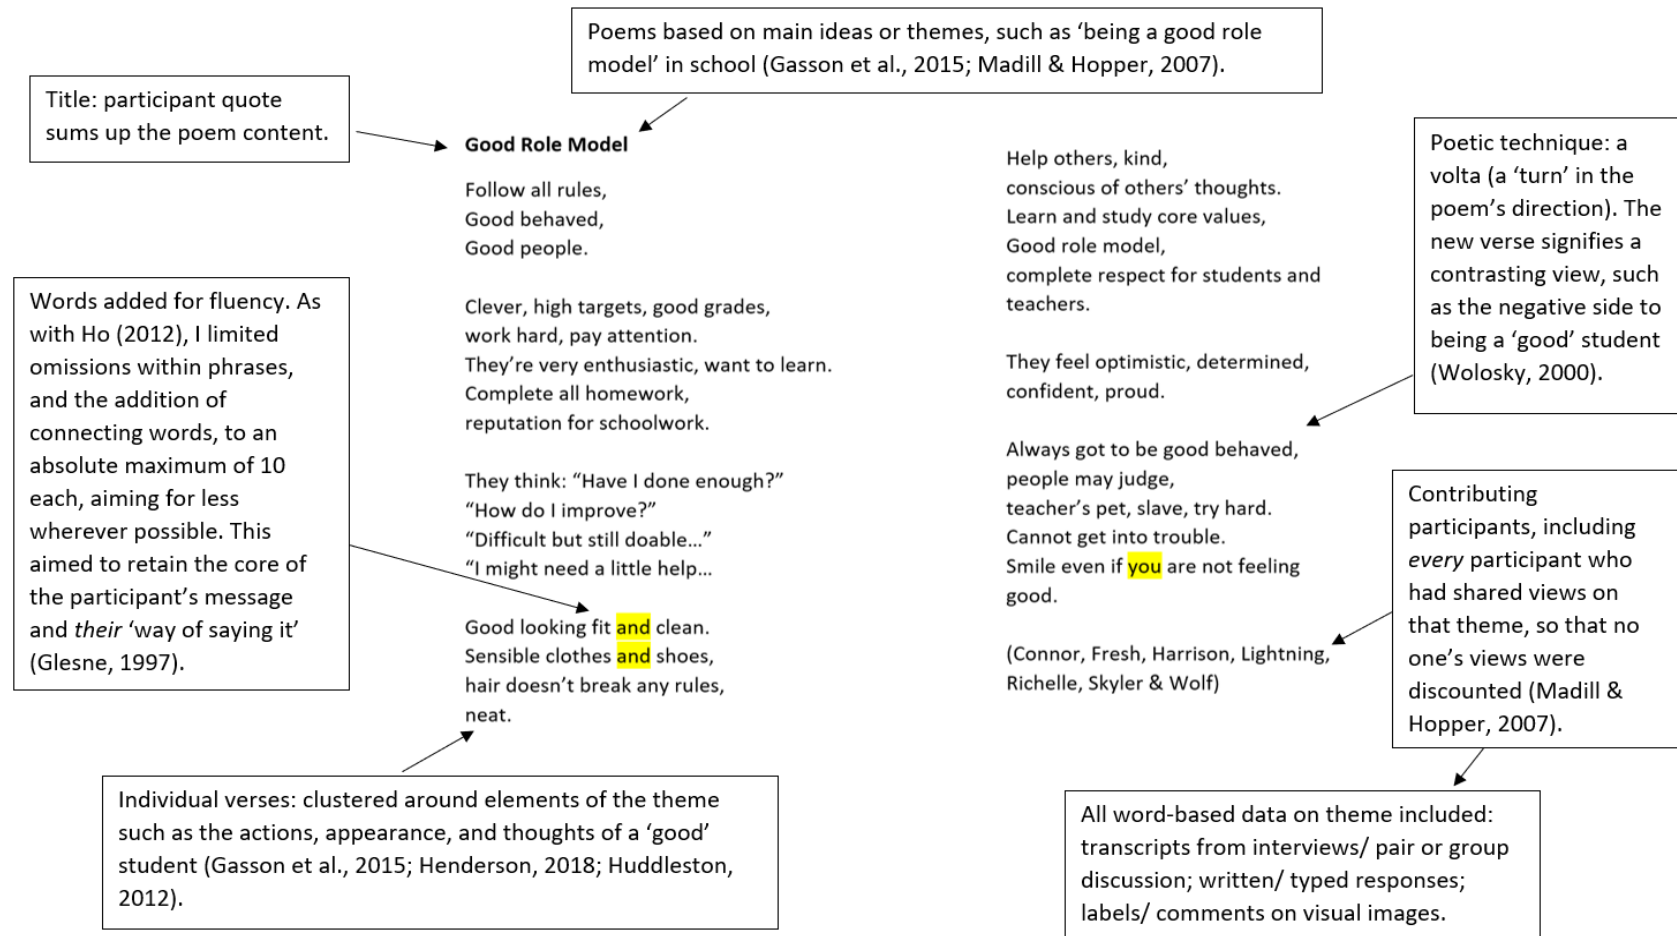 Poems based on main ideas or themes, such as ‘being a good role
model’ in school (Gasson et al., 2015; Madill & Hopper, 2007).
Title: participant quote
sums up the poem content.
Good Role Model
Follow all rules,
Good behaved,
Good people.
Clever, high targets, good grades,
work hard, pay attention.
They’re very enthusiastic, want to learn.
Complete all homework,
reputation for schoolwork.
They think: “Have I done enough?”
“How do I improve?”
“Difficult but still doable...”
“I might need a little help...
Good looking fit and clean.
Sensible clothes and shoes,
hair doesn’t break any rules,
neat.
Words added for fluency. As
with Ho (2012), I limited
omissions within phrases,
and the addition of
connecting words, to an
absolute maximum of 10
each, aiming for less
wherever possible. This
aimed to retain the core of
the participant’s message
and their ‘way of saying it’
(Glesne, 1997).
Individual verses: clustered around elements of the theme
such as the actions, appearance, and thoughts of a ‘good’
student (Gasson et al., 2015; Henderson, 2018; Huddleston,
2012).
Help others, kind,
conscious of others’ thoughts.
Learn and study core values,
Good role model,
complete respect for students and
teachers.
They feel optimistic, determined,
confident, proud.
Always got to be good behaved,
people may judge,
teacher’s pet, slave, try hard.
Cannot get into trouble.
Smile even if you are not feeling
good.
(Connor, Fresh, Harrison, Lightning,
Richelle, Skyler & Wolf)
Poetic technique: a
volta (a ‘turn’ in the
poem’s direction). The
new verse signifies a
contrasting view, such
as the negative side to
being a ‘good’ student
(Wolosky, 2000).
Contributing
participants, including
every participant who
had shared views on
that theme, so that no
one’s views were
discounted (Madill &
Hopper, 2007).
All word-based data on theme included:
transcripts from interviews/ pair or group
discussion; written/ typed responses;
labels/ comments on visual images.